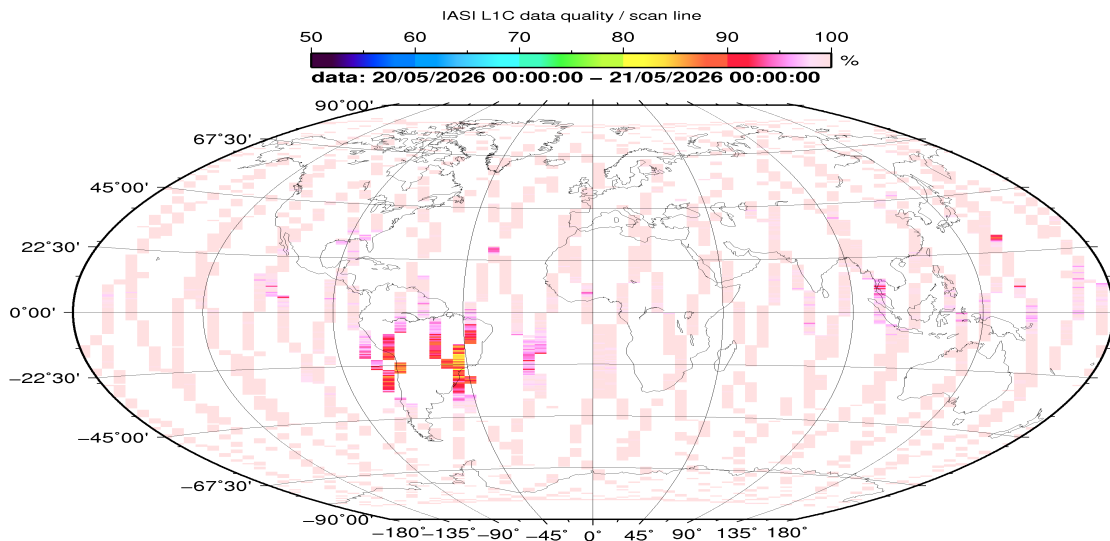 IASI L1C data quality / scan line
50 60 70 80 90 100
%
data: 20/05/2026 00:00:00 – 21/05/2026 00:00:00
90°00'
67°30'
45°00'
22°30'
0°00'
−22°30'
−45°00'
−67°30'
−90°00'
−180° −135° −90° −45° 0° 45° 90° 135° 180°